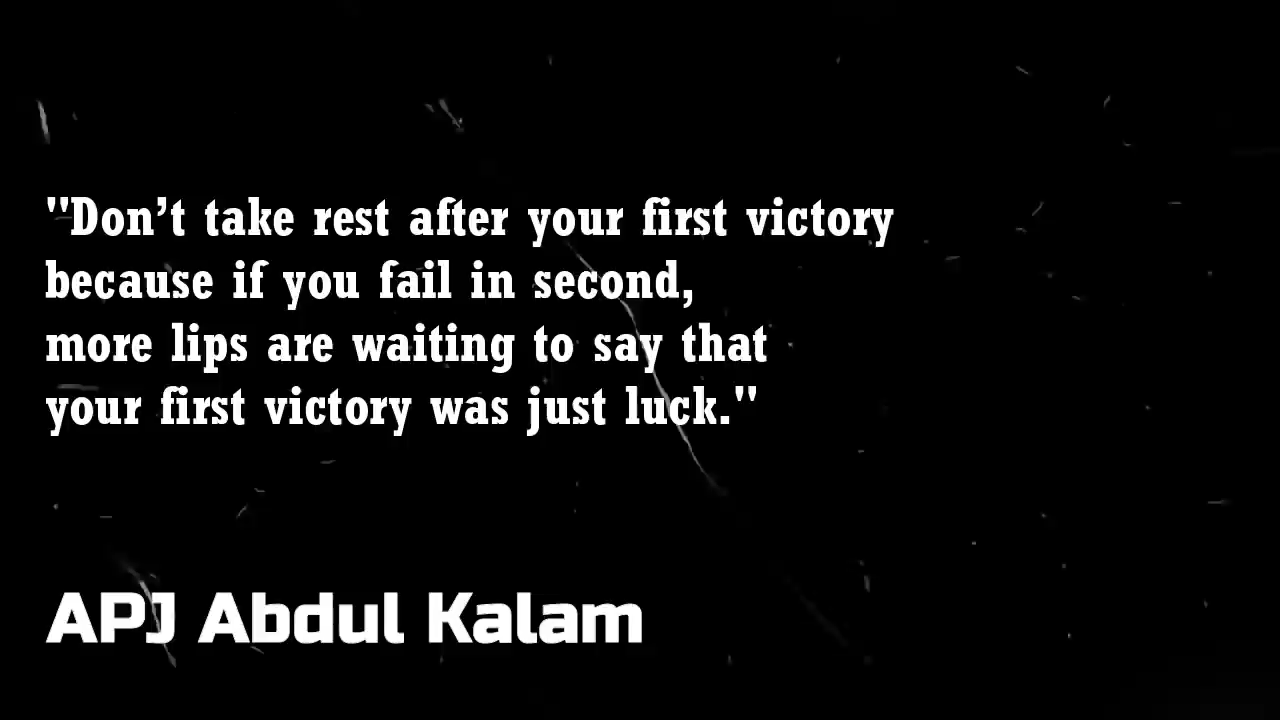 "Don’t take rest after your first victory
because if you fail in second,
more lips are waiting to say that
your first victory was just luck."
APJ Abdul Kalam